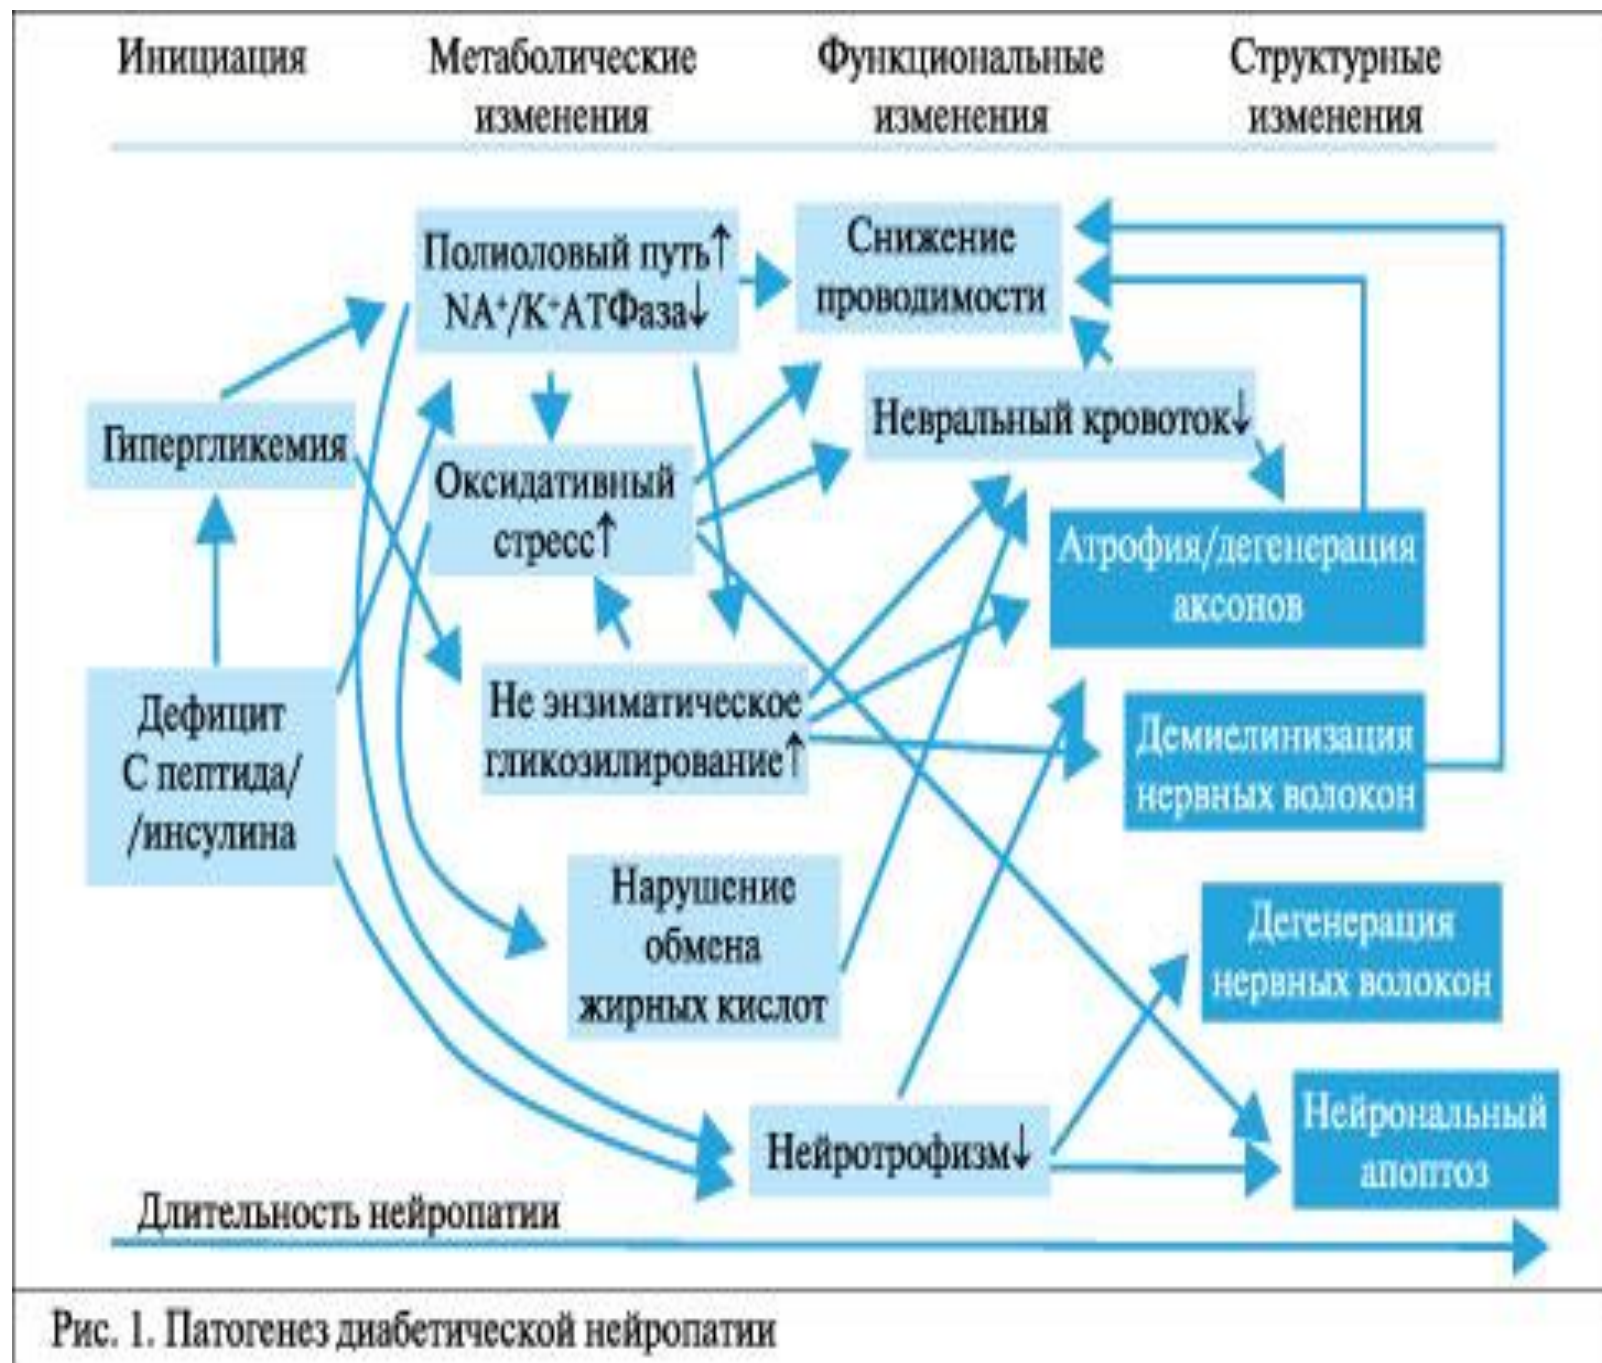 Инициация
Метаболические
изменения
Функциональные
изменения
Структурные
изменения
Полиоловый путь↑
NA⁺/K⁺АТФаза↓
Снижение
проводимости
Гипергликемия
Невральный кровоток↓
Оксидативный
стресс↑
Атрофия/дегенерация
аксонов
Дефицит
С пептида/
/инсулина
Не энзиматическое
гликозилирование↑
Демиелинизация
нервных волокон
Нарушение
обмена
жирных кислот
Дегенерация
нервных волокон
Нейротрофизм↓
Нейрональный
апоптоз
Длительность нейропатии
Рис. 1. Патогенез диабетической нейропатии